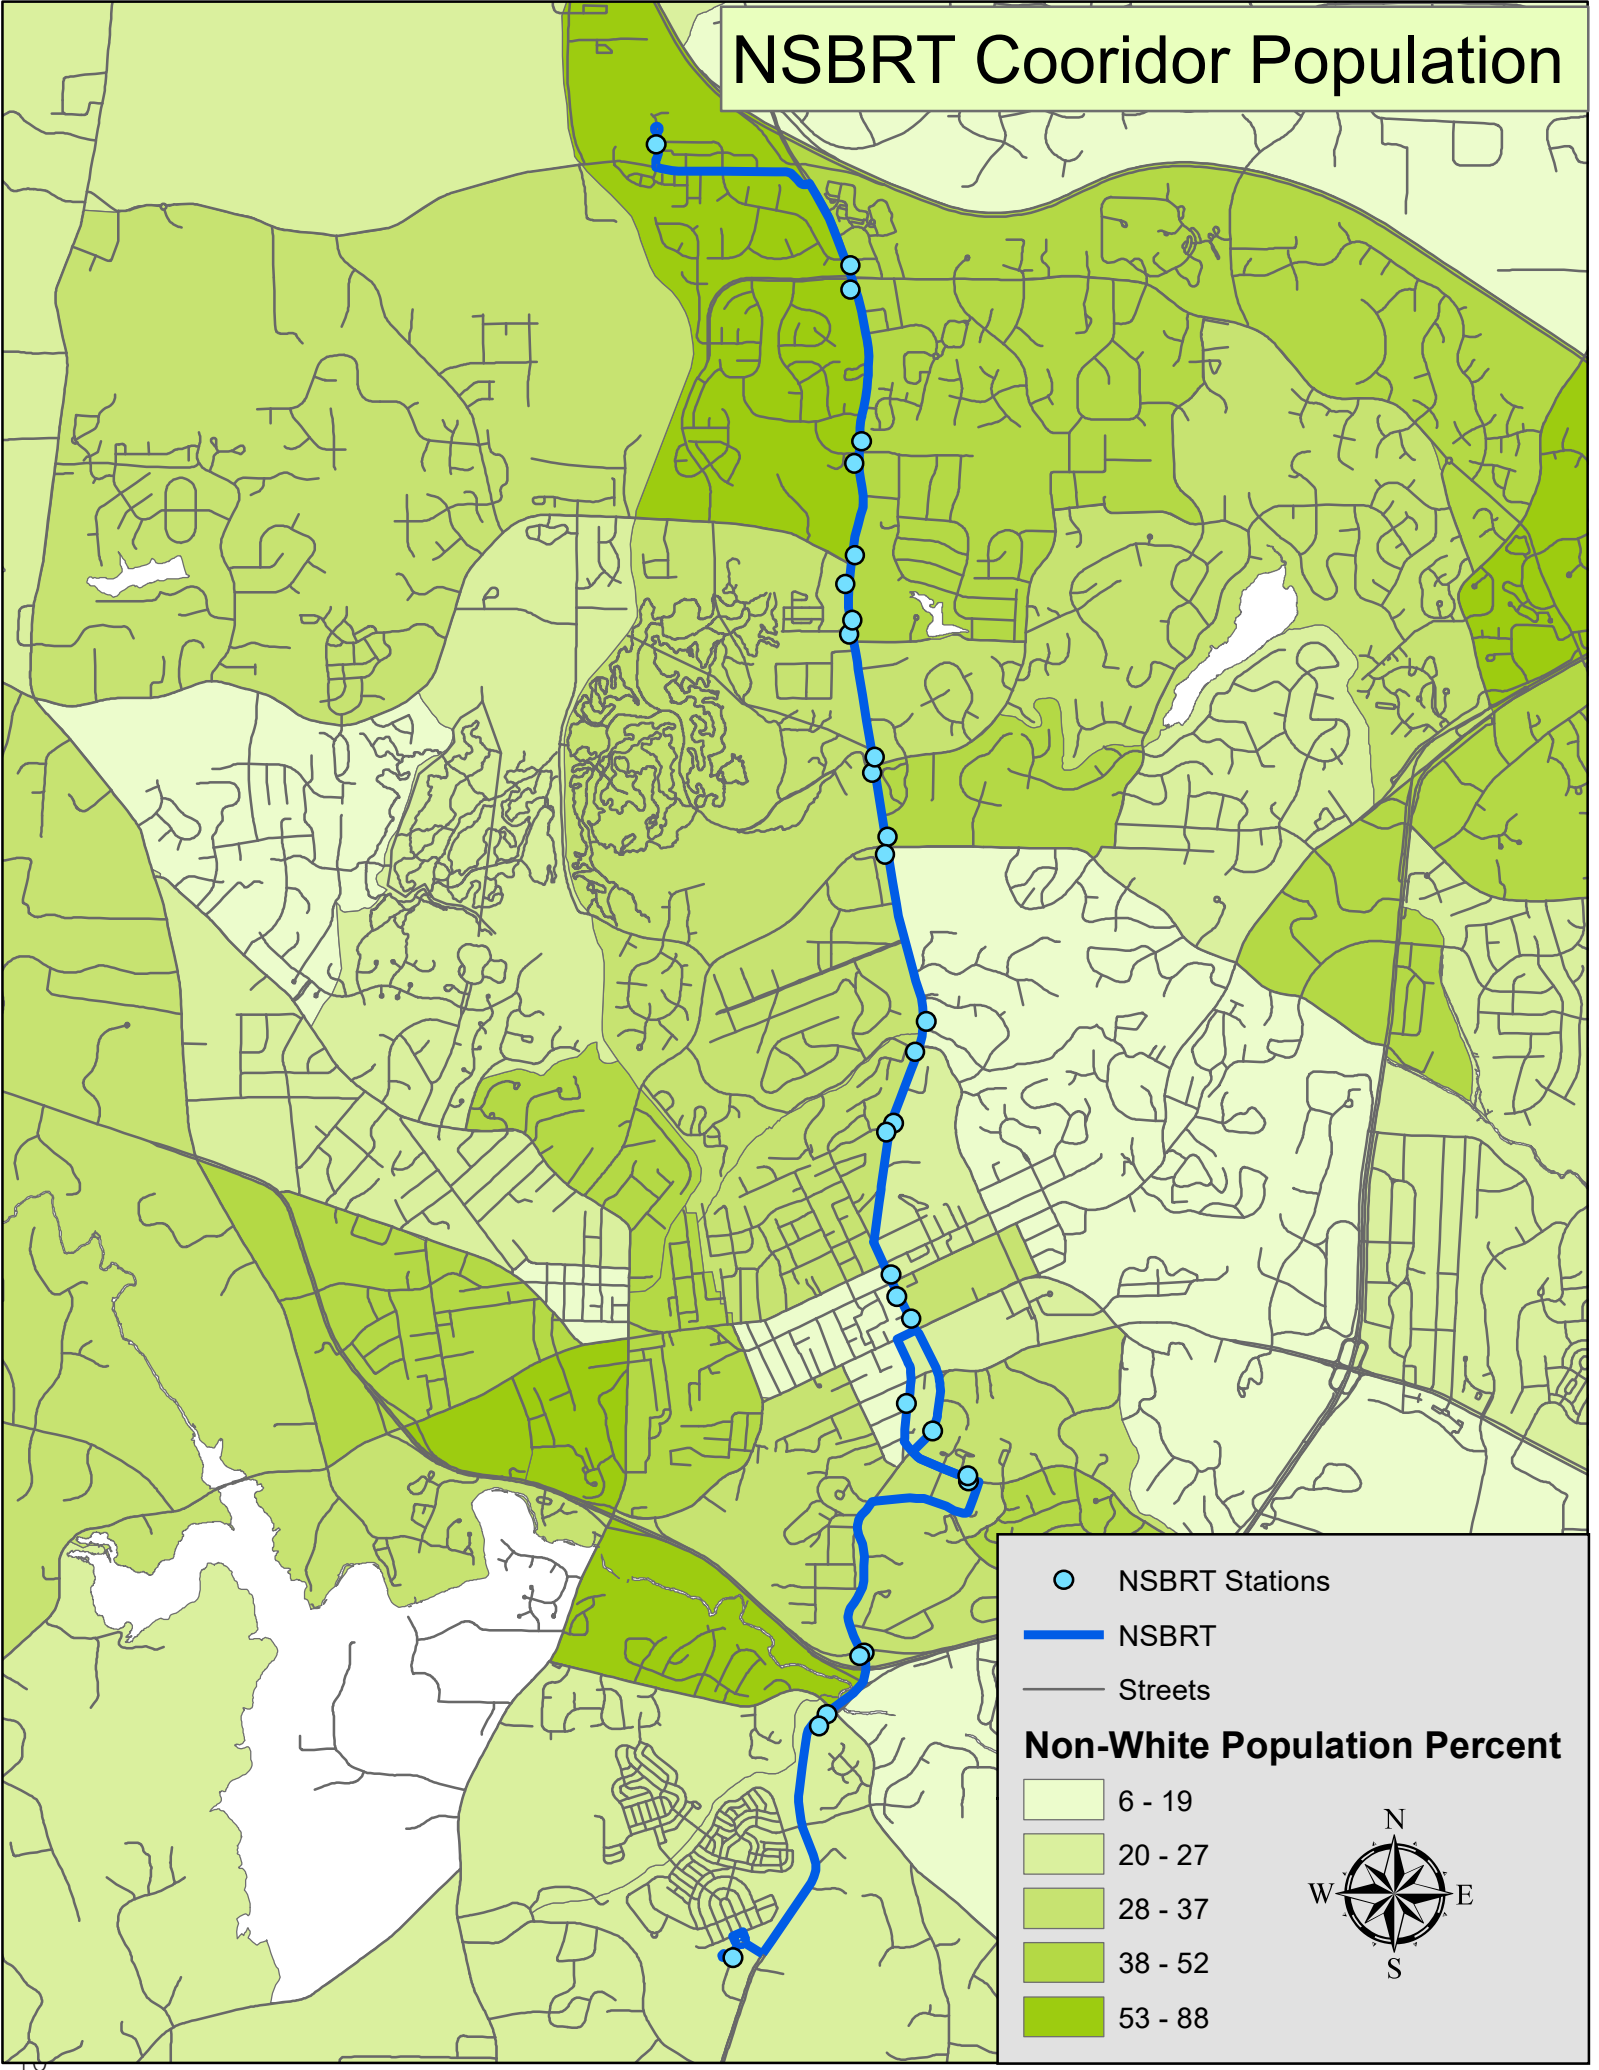 NSBRT Cooridor Population
NSBRT Stations
NSBRT
Streets
Non-White Population Percent
6 - 19
20 - 27
28 - 37
38 - 52
53 - 88
N
W
E
S